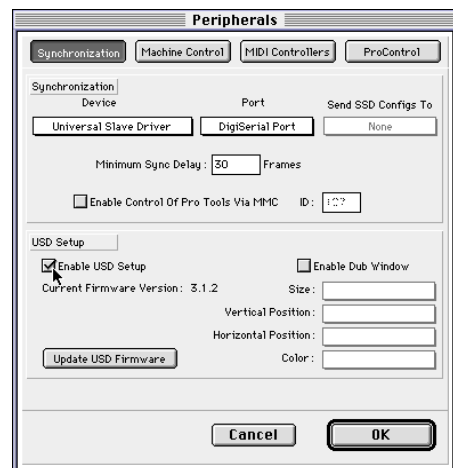 Peripherals
Synchronization Machine Control MIDI Controllers ProControl
Synchronization
Device Port Send SSD Configs To
Universal Slave Driver DigiSerial Port None
Minimum Sync Delay: 30 Frames
Enable Control Of Pro Tools Via MMC ID: 127
USD Setup
Enable USD Setup Enable Dub Window
Current Firmware Version: 3.1.2 Size:
Vertical Position:
Horizontal Position:
Update USD Firmware Color:
Cancel OK